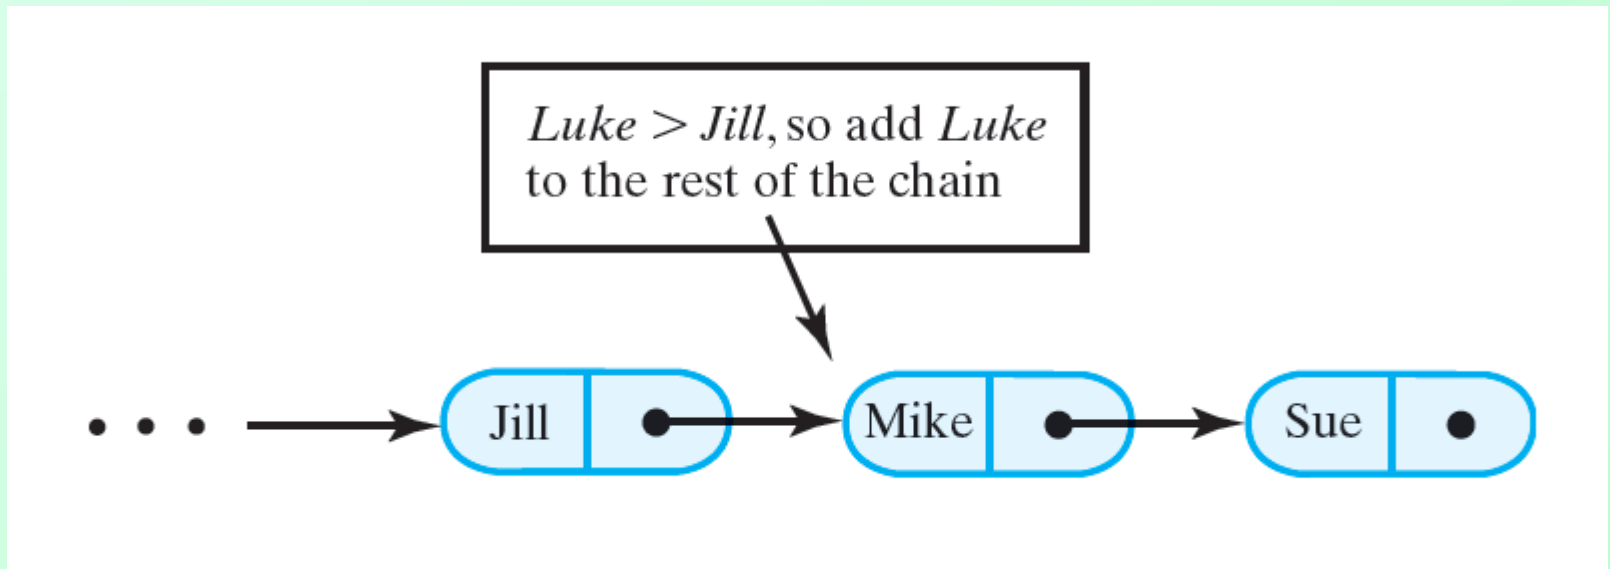 Luke > Jill, so add Luke
to the rest of the chain
Jill
Mike
Sue